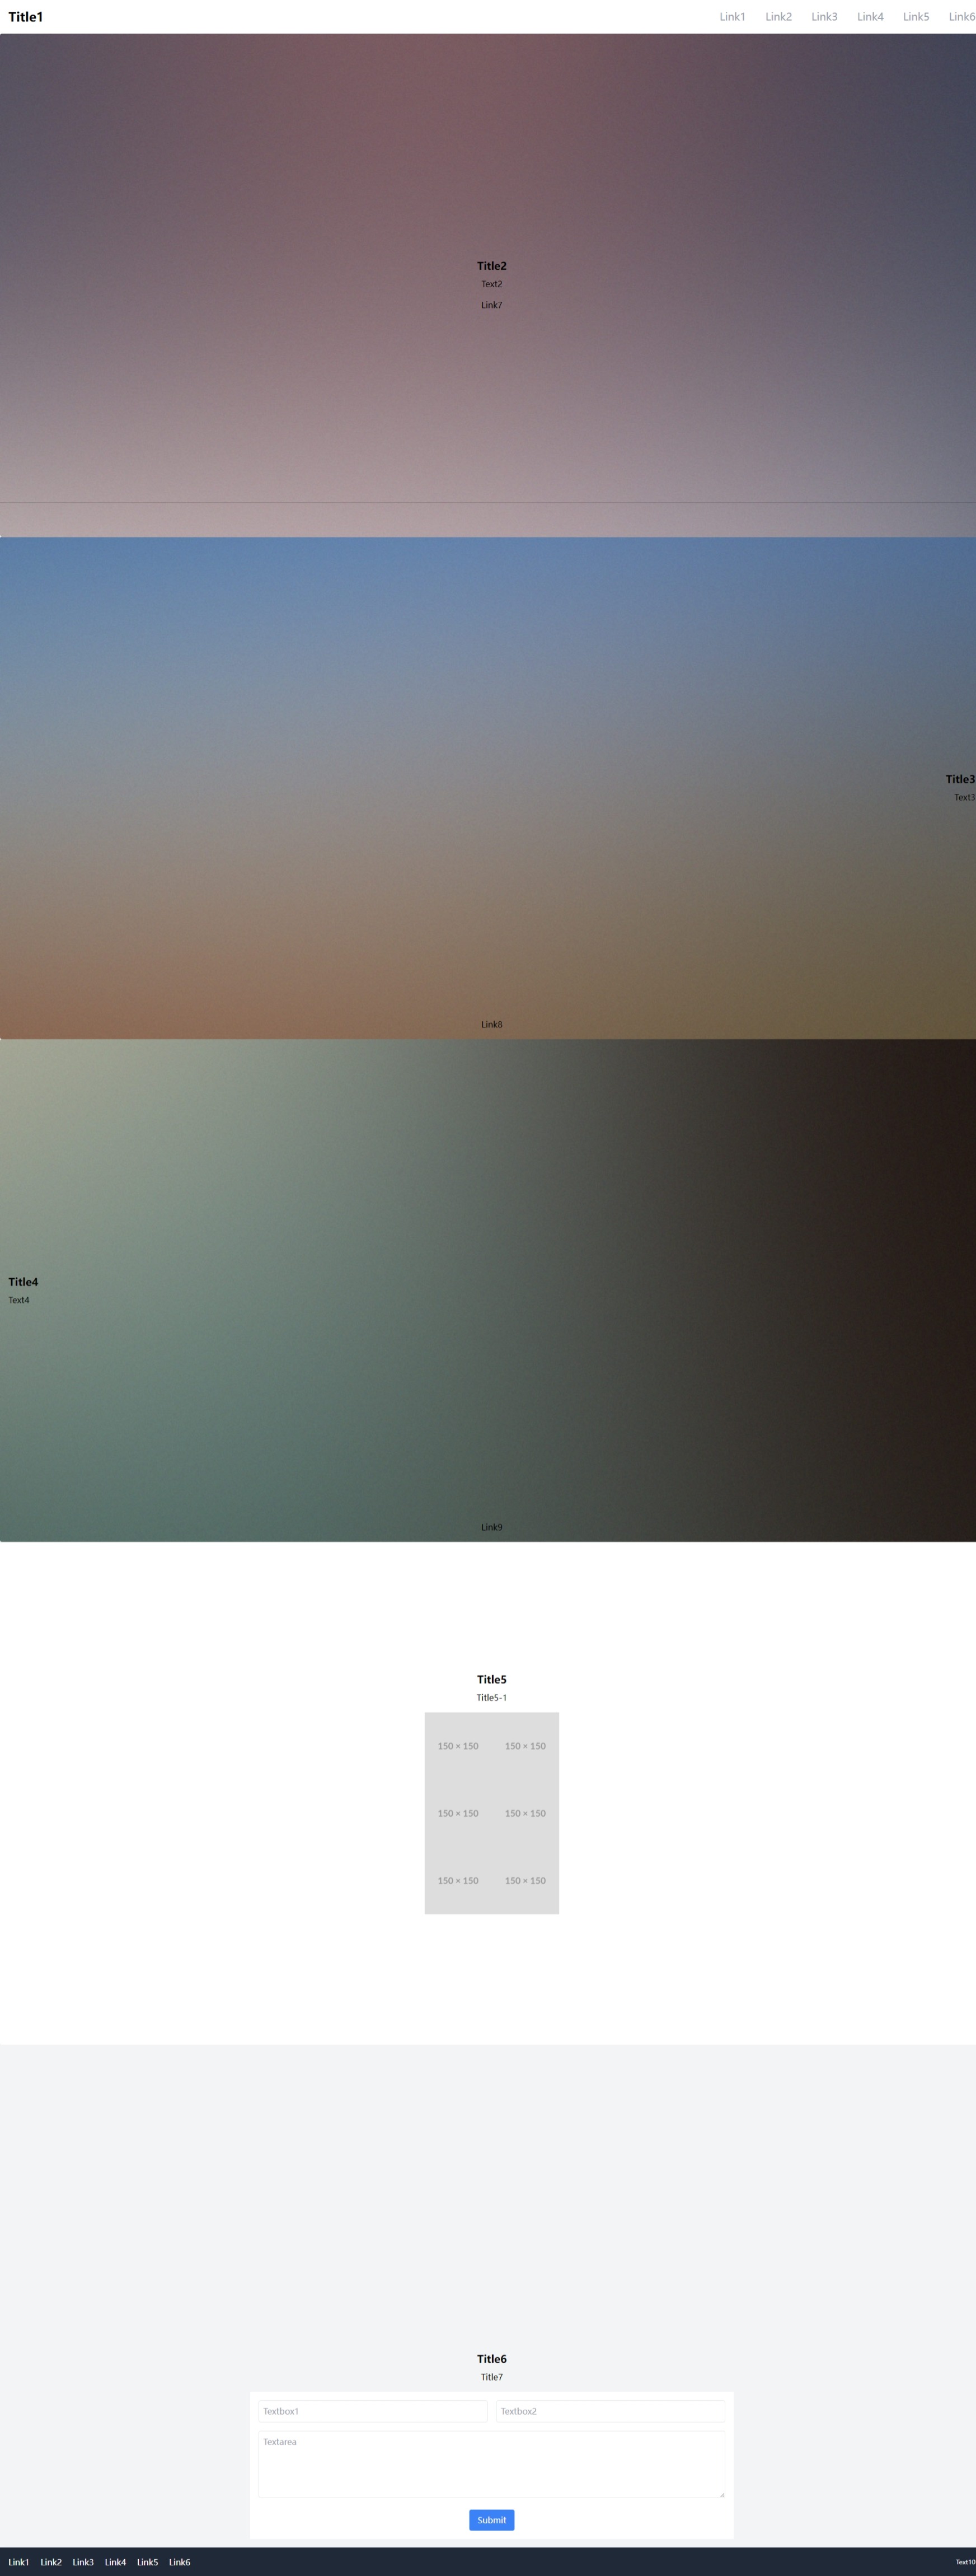 Title1 Link1 Link2 Link3 Link4 Link5 Link6
Title2
Text2
Link7
Title3
Text3
Link8
Title4
Text4
Link9
Title5
Title5-1
150 × 150 150 × 150
150 × 150 150 × 150
150 × 150 150 × 150
Title6
Title7
Textbox1 Textbox2
Textarea
Submit
Link1 Link2 Link3 Link4 Link5 Link6 Text10